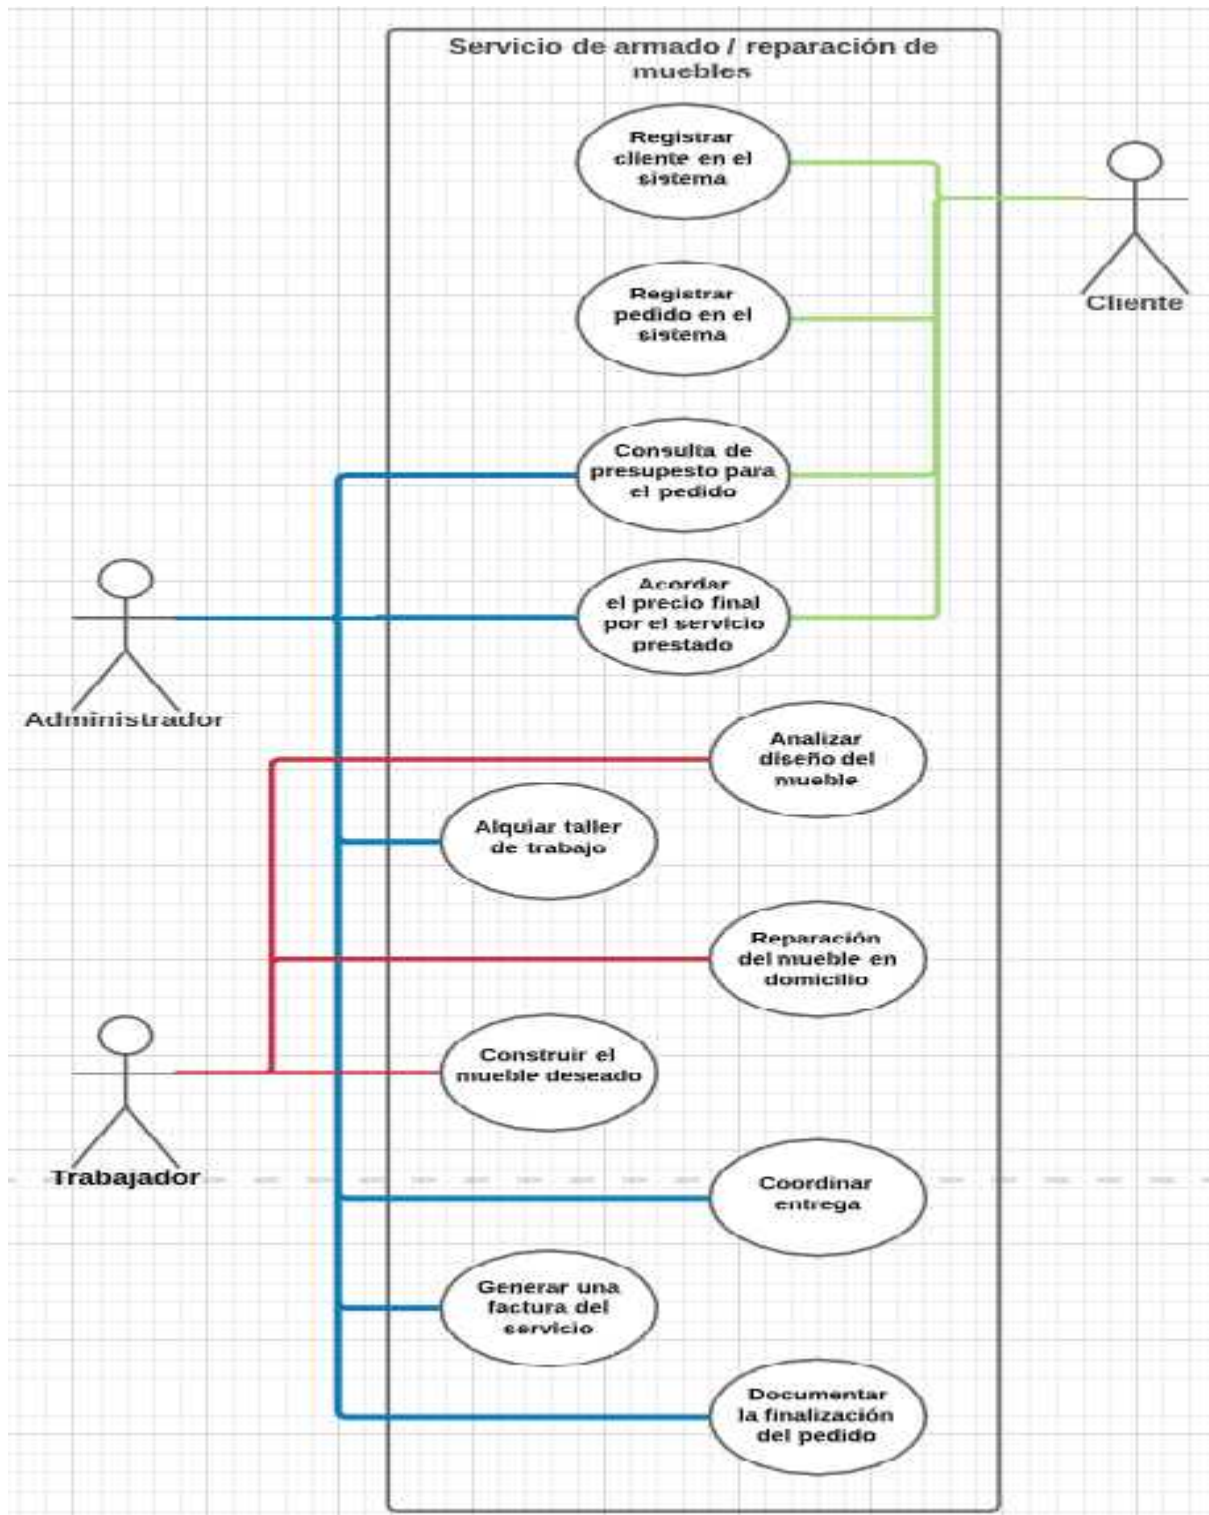 Servicio de armado / reparación de
muebles
Registrar
cliente en el
sistema
Cliente
Registrar
pedido en el
sistema
Consulta de
presupesto para
el pedido
Acordar
el precio final
por el servicio
prestado
Administrador
Analizar
diseño del
mueble
Alquiar taller
de trabajo
Reparación
del mueble en
domicilio
Construir el
mueble deseado
Trabajador
Coordinar
entrega
Generar una
factura del
servicio
Documentar
la finalización
del pedido